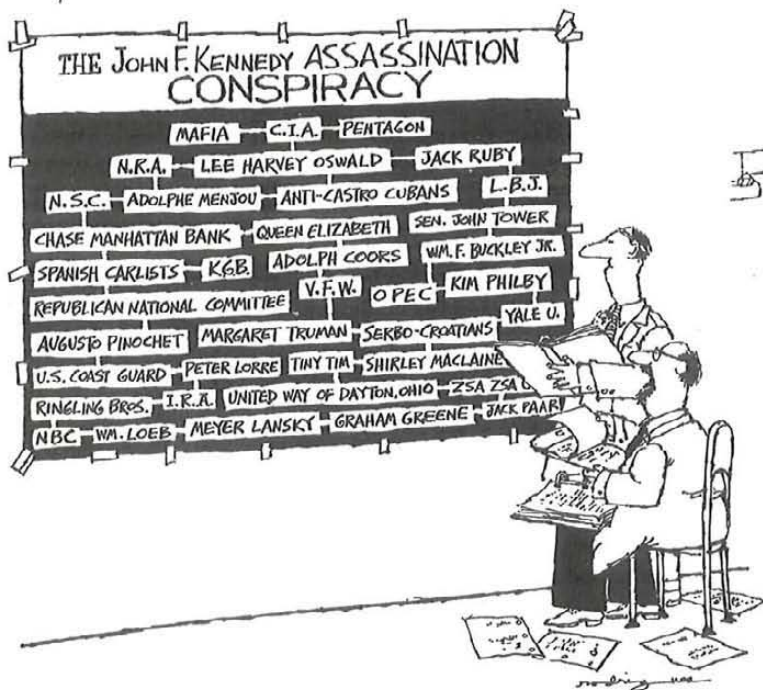 THE JOHN F. KENNEDY ASSASSINATION
CONSPIRACY
MAFIA C.I.A. PENTAGON
N.R.A. LEE HARVEY OSWALD JACK RUBY
N.S.C. ADOLPHE MENJOU ANTI-CASTRO CUBANS L.B.J.
CHASE MANHATTAN BANK QUEEN ELIZABETH SEN. JOHN TOWER
SPANISH CARLISTS K.G.B. ADOLPH COORS WM. F. BUCKLEY JR.
REPUBLICAN NATIONAL COMMITTEE V.F.W. OPEC KIM PHILBY
AUGUSTO PINOCHET MARGARET TRUMAN SERBO-CROATIANS YALE U.
U.S. COAST GUARD PETER LORRE TINY TIM SHIRLEY MACLAINE
RINGLING BROS. I.R.A. UNITED WAY OF DAYTON, OHIO ZSA ZSA
NBC WM. LOEB MEYER LANSKY GRAHAM GREENE JACK PAAR